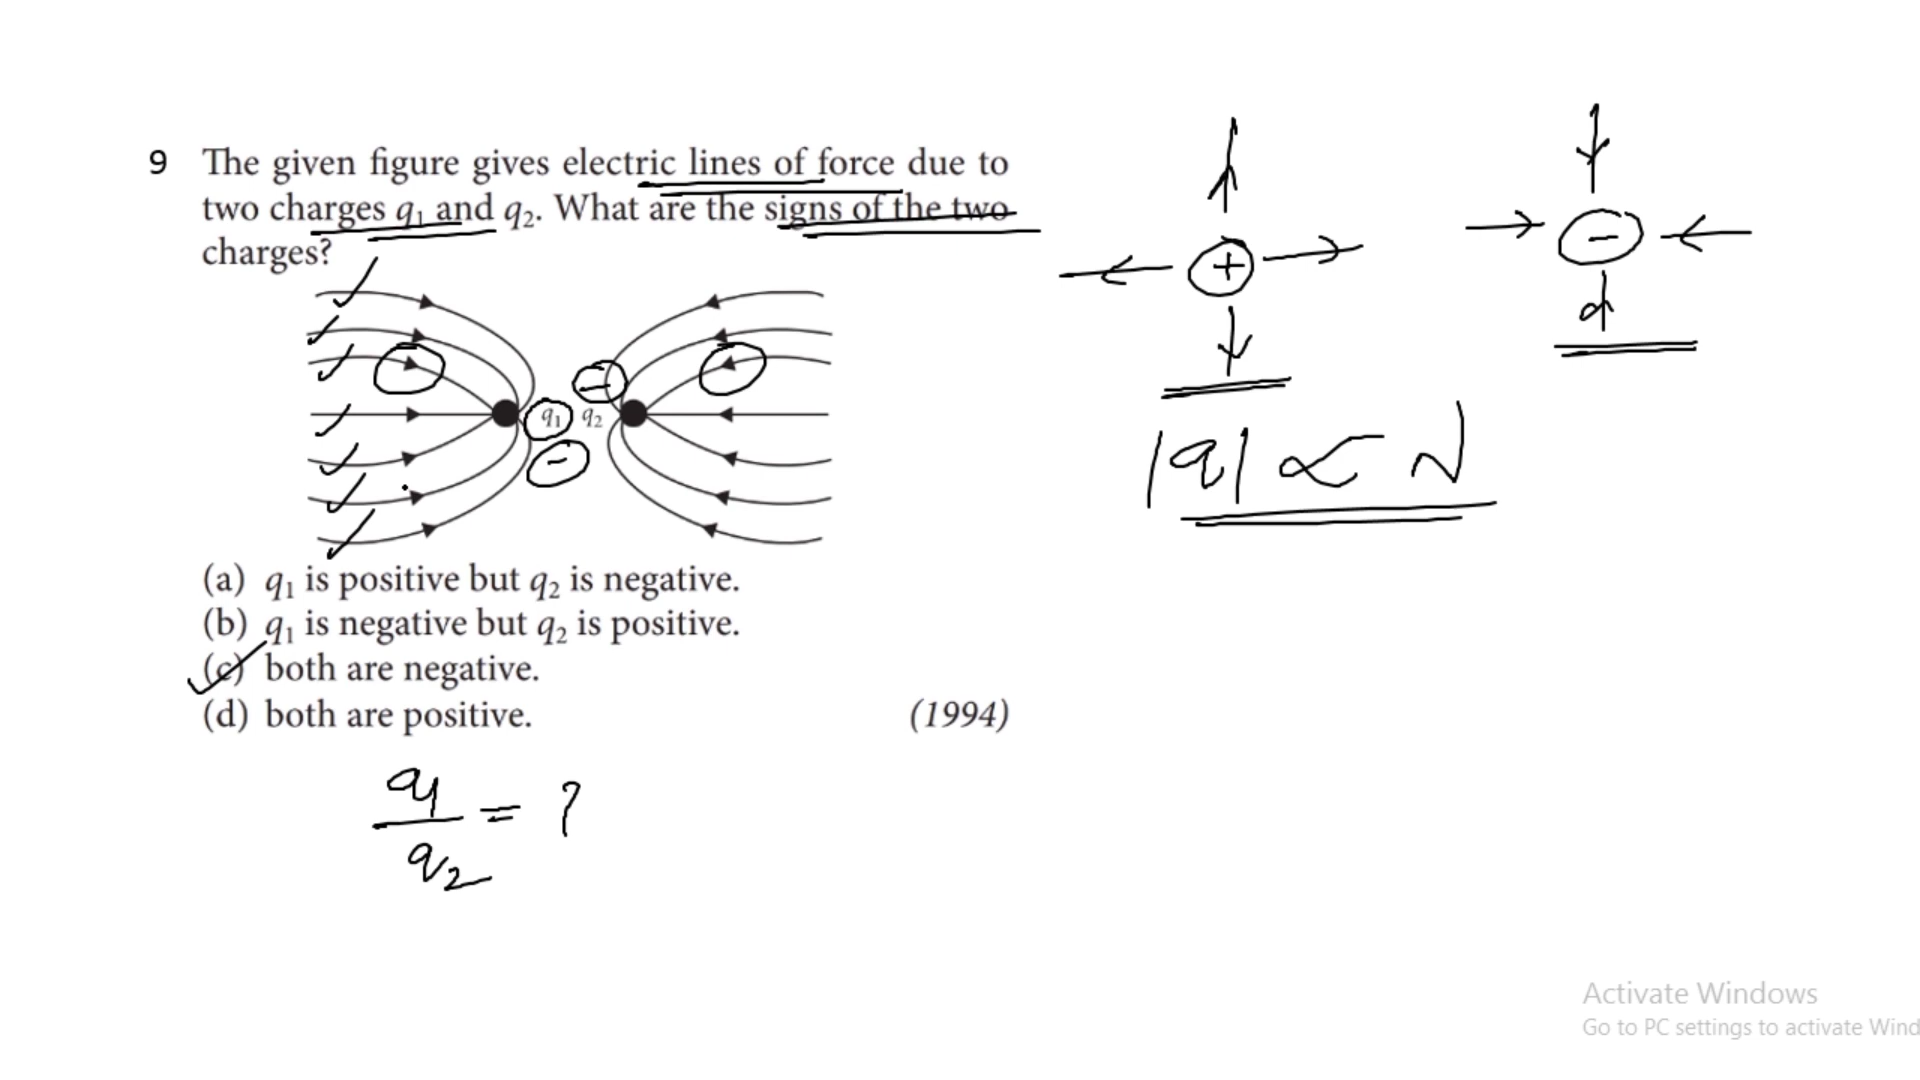 9 The given figure gives electric lines of force due to
two charges q₁ and q₂. What are the signs of the two
charges?
+
−
−
q₁ q₂
−
|q| ∝ N
(a) q₁ is positive but q₂ is negative.
(b) q₁ is negative but q₂ is positive.
(c) both are negative.
(d) both are positive. (1994)
q₁/q₂ = ?
Activate Windows
Go to PC settings to activate Wind